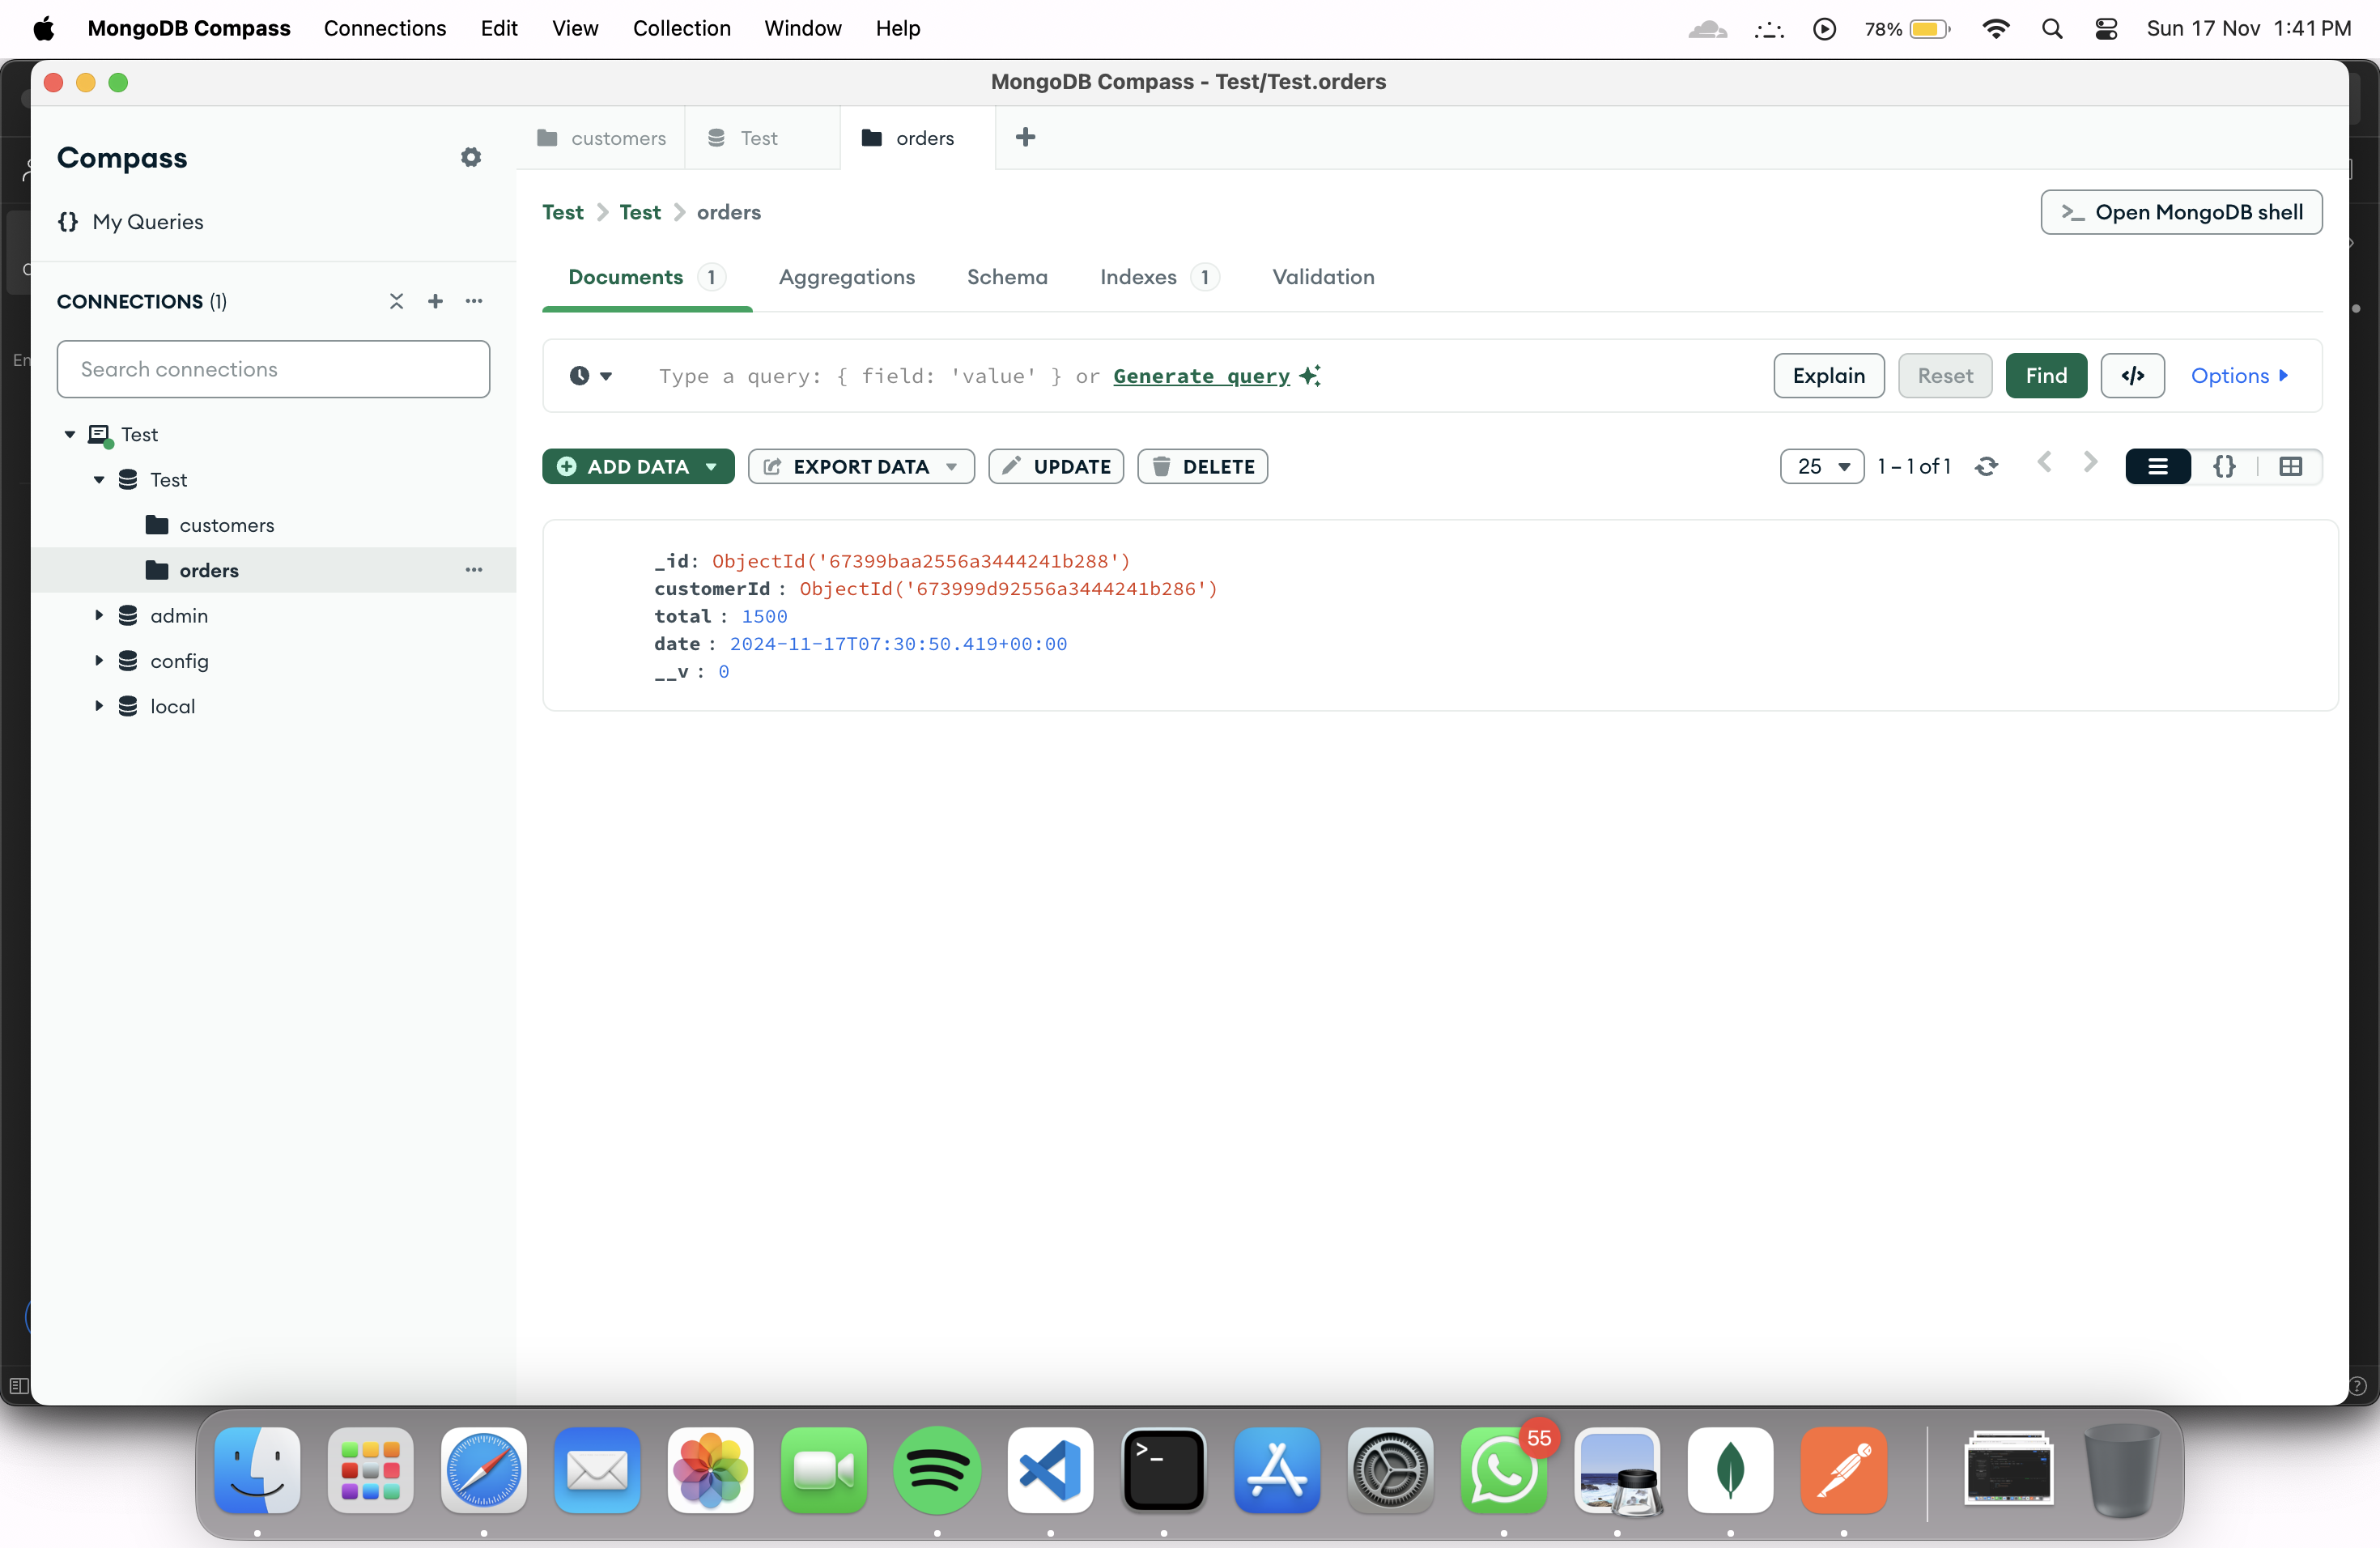 MongoDB Compass Connections Edit View Collection Window Help 78% Sun 17 Nov 1:41 PM
MongoDB Compass - Test/Test.orders
customers Test orders
Compass
My Queries
Test Test orders
Open MongoDB shell
Documents 1 Aggregations Schema Indexes 1 Validation
CONNECTIONS (1)
Search connections
Type a query: { field: 'value' } or Generate query
Explain Reset Find </> Options
Test
Test
customers
orders
admin
config
local
ADD DATA EXPORT DATA UPDATE DELETE
25 1 – 1 of 1
_id: ObjectId('67399baa2556a3444241b288')
customerId : ObjectId('673999d92556a3444241b286')
total : 1500
date : 2024-11-17T07:30:50.419+00:00
__v : 0
55